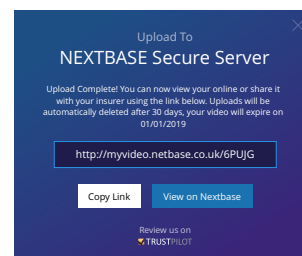 Upload To
NEXTBASE Secure Server
Upload Complete! You can now view your online or share it
with your insurer using the link below. Uploads will be
automatically deleted after 30 days, your video will expire on
01/01/2019
http://myvideo.netbase.co.uk/6PUJG
Copy Link
View on Nextbase
Review us on
TRUSTPILOT